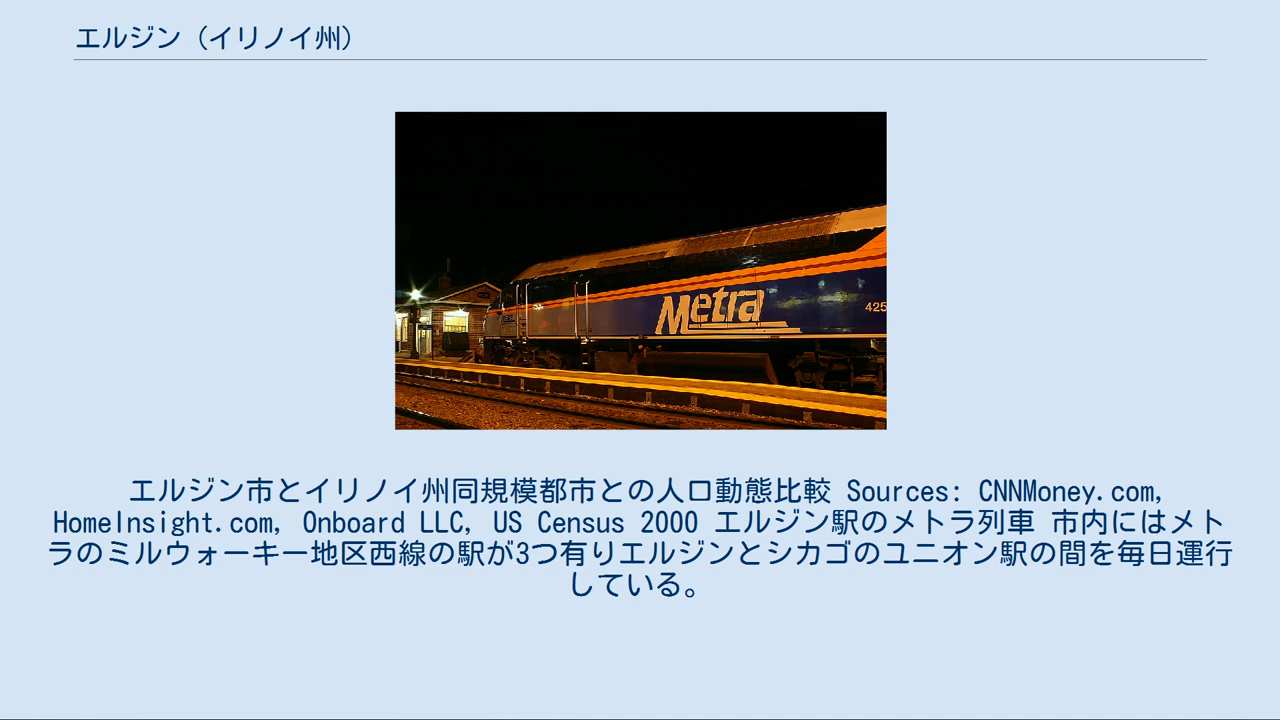 エルジン（イリノイ州）
Metra
425
エルジン市とイリノイ州同規模都市との人口動態比較 Sources: CNNMoney.com,
HomeInsight.com, Onboard LLC, US Census 2000 エルジン駅のメトラ列車 市内にはメト
ラのミルウォーキー地区西線の駅が3つ有りエルジンとシカゴのユニオン駅の間を毎日運行
している。